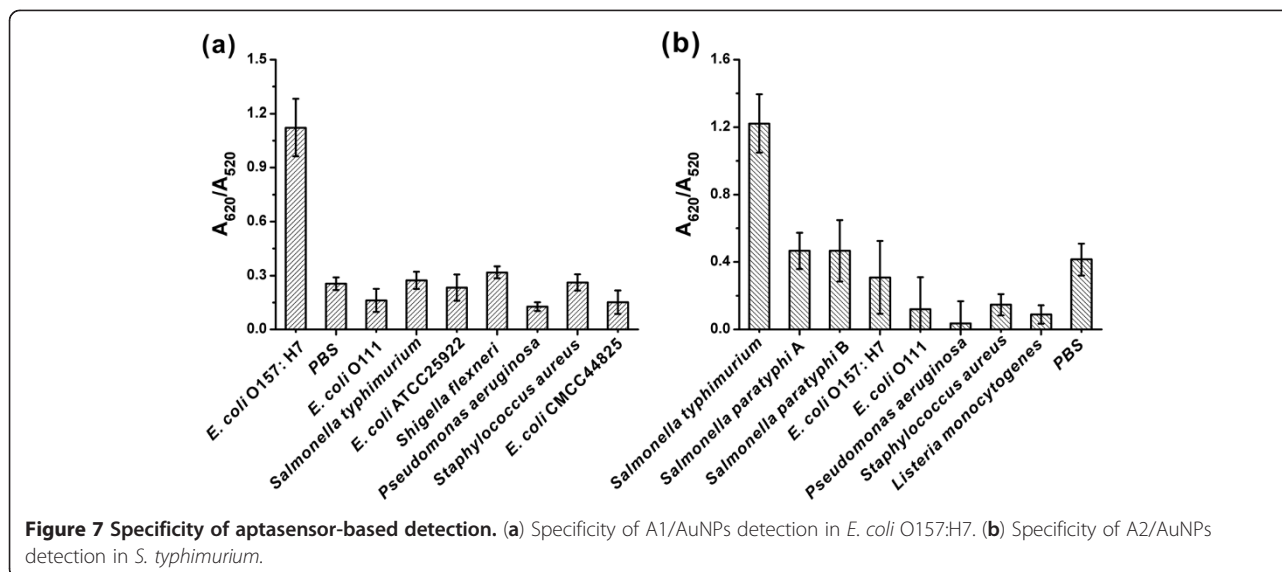 (a)
1.5
1.2
0.9
0.6
0.3
0.0
A620/A520
E. coli O157: H7
PBS
E. coli O111
Salmonella typhimurium
E. coli ATCC25922
Shigella flexneri
Pseudomonas aeruginosa
Staphylococcus aureus
E. coli CMCC44825
(b)
1.6
1.2
0.8
0.4
0.0
A620/A520
Salmonella typhimurium
Salmonella paratyphi A
Salmonella paratyphi B
E. coli O157: H7
E. coli O111
Pseudomonas aeruginosa
Staphylococcus aureus
Listeria monocytogenes
PBS
Figure 7 Specificity of aptasensor-based detection. (a) Specificity of A1/AuNPs detection in E. coli O157:H7. (b) Specificity of A2/AuNPs
detection in S. typhimurium.